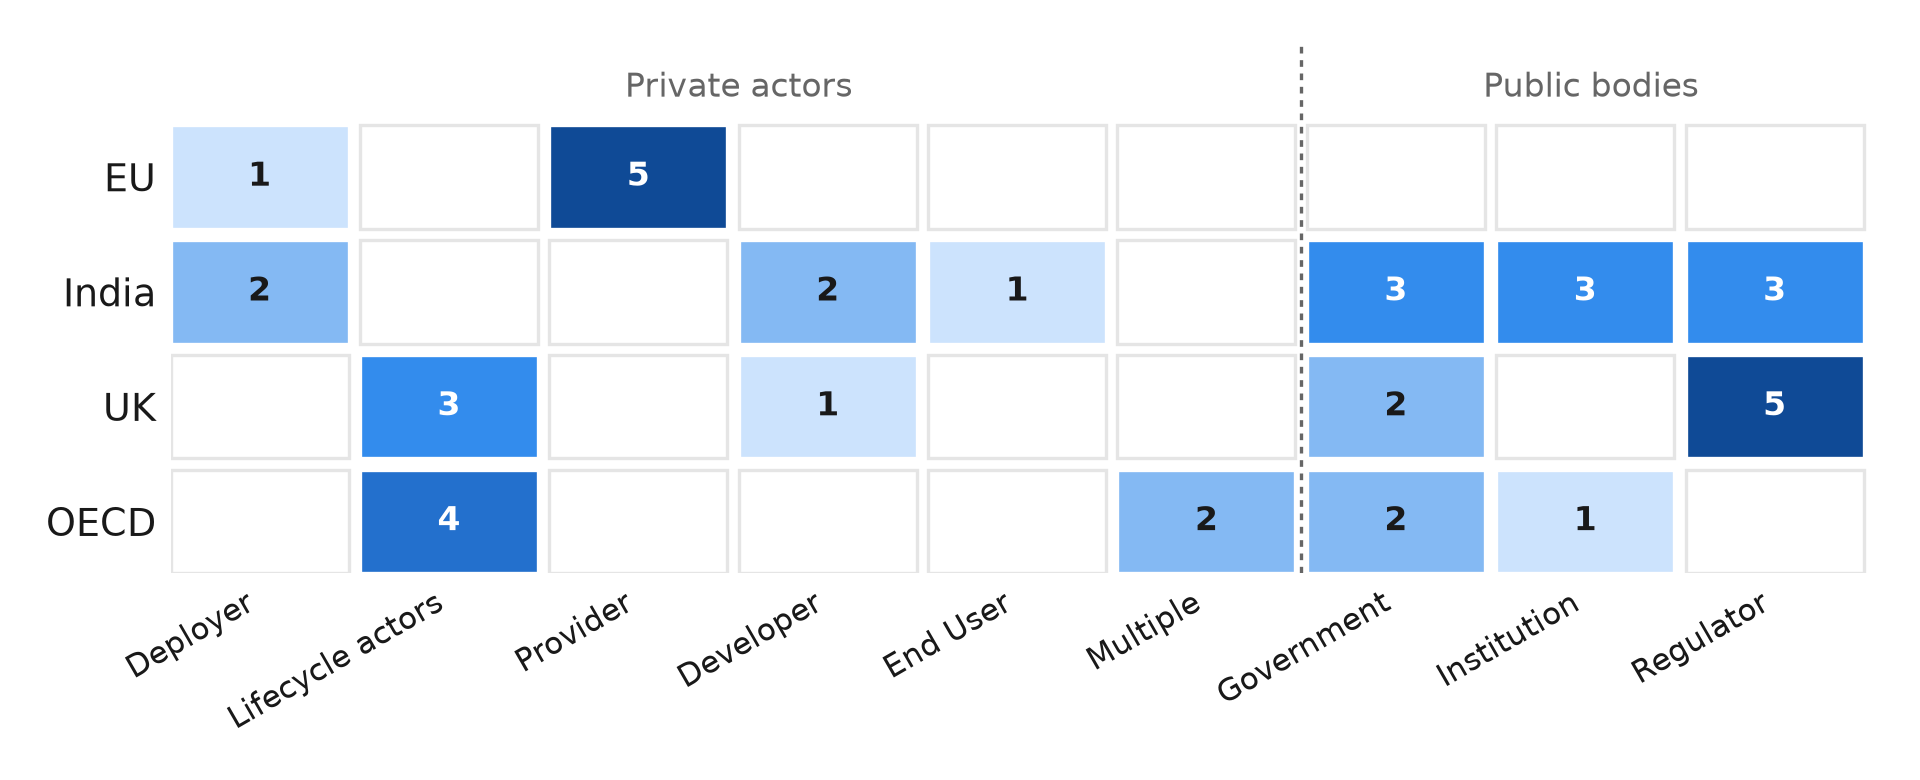 Private actors Public bodies
EU 1 5
India 2 2 1 3 3 3
UK 3 1 2 5
OECD 4 2 2 1
Deployer Lifecycle actors Provider Developer End User Multiple Government Institution Regulator